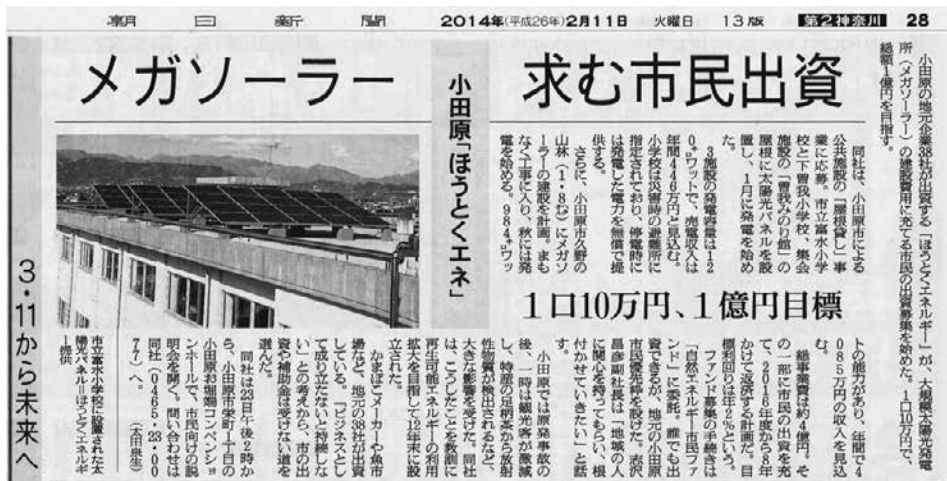 朝日新聞 2014年(平成26年)2月11日 火曜日 13版 第2神奈川 28
メガソーラー 求む市民出資
小田原「ほうとくエネ」
1口10万円、1億円目標
小田原の地元企業38社が出資する「ほうとくエネルギー」が、大規模太陽光発電
所(メガソーラー)の建設費用に充てる市民の出資募集を始めた。1口10万円で、
総額1億円を目指す。
同社は、小田原市による
公共施設の「屋根貸し」事
業に応募。市立富水小学
校と下曽我小学校、集会
施設の「曽我みのり館」の
屋根に太陽光パネルを設
置し、1月に発電を始め
た。
3施設の発電容量は12
0キロワットで、売電収入は
年間446万円と見込む。
小学校は災害時の避難所に
指定されており、停電時に
は発電した電力を無償で提
供する。
さらに、小田原市久野の
山林(1・8ヘクタール)にメガソ
ーラーの建設を計画。まも
なく工事に入り、秋には発
電を始める。984キロワッ
トの能力があり、年間で4
085万円の収入を見込
む。
総事業費は約4億円。そ
の一部に市民の出資を充
て、2016年度から8年
かけて返済する計画だ。目
標利回りは年2%という。
ファンド募集の手続きは
「自然エネルギー市民ファ
ンド」に委託。誰でも出
資できるが、地元の小田原
市民優先枠を設けた。志沢
昌彦副社長は「地域の人
に関心を持ってもらい、根
付かせていきたい」と話
す。
小田原では原発事故の
後、一時は観光客が激減
し、特産の足柄茶から放射
性物質が検出されるなど、
大きな影響を受けた。同社
は、こうしたことを教訓に
再生可能エネルギーの利用
拡大を目指して12年末に設
立された。
かまぼこメーカーや魚市
場など、地元の38社が出資
している。「ビジネスとし
て成り立たないと持続しな
い」との考えから、市の出
資や補助金は受けない道を
選んだ。
同社は23日午後2時か
ら、小田原市栄町1丁目の
小田原お堀端コンベンショ
ンホールで、市民向けの説
明会を開く。問い合わせは
同社(0465・23・00
77)へ。(太田泉生)
市立富水小学校に設置された太
陽光パネル=ほうとくエネルギ
ー提供
3・11から未来へ